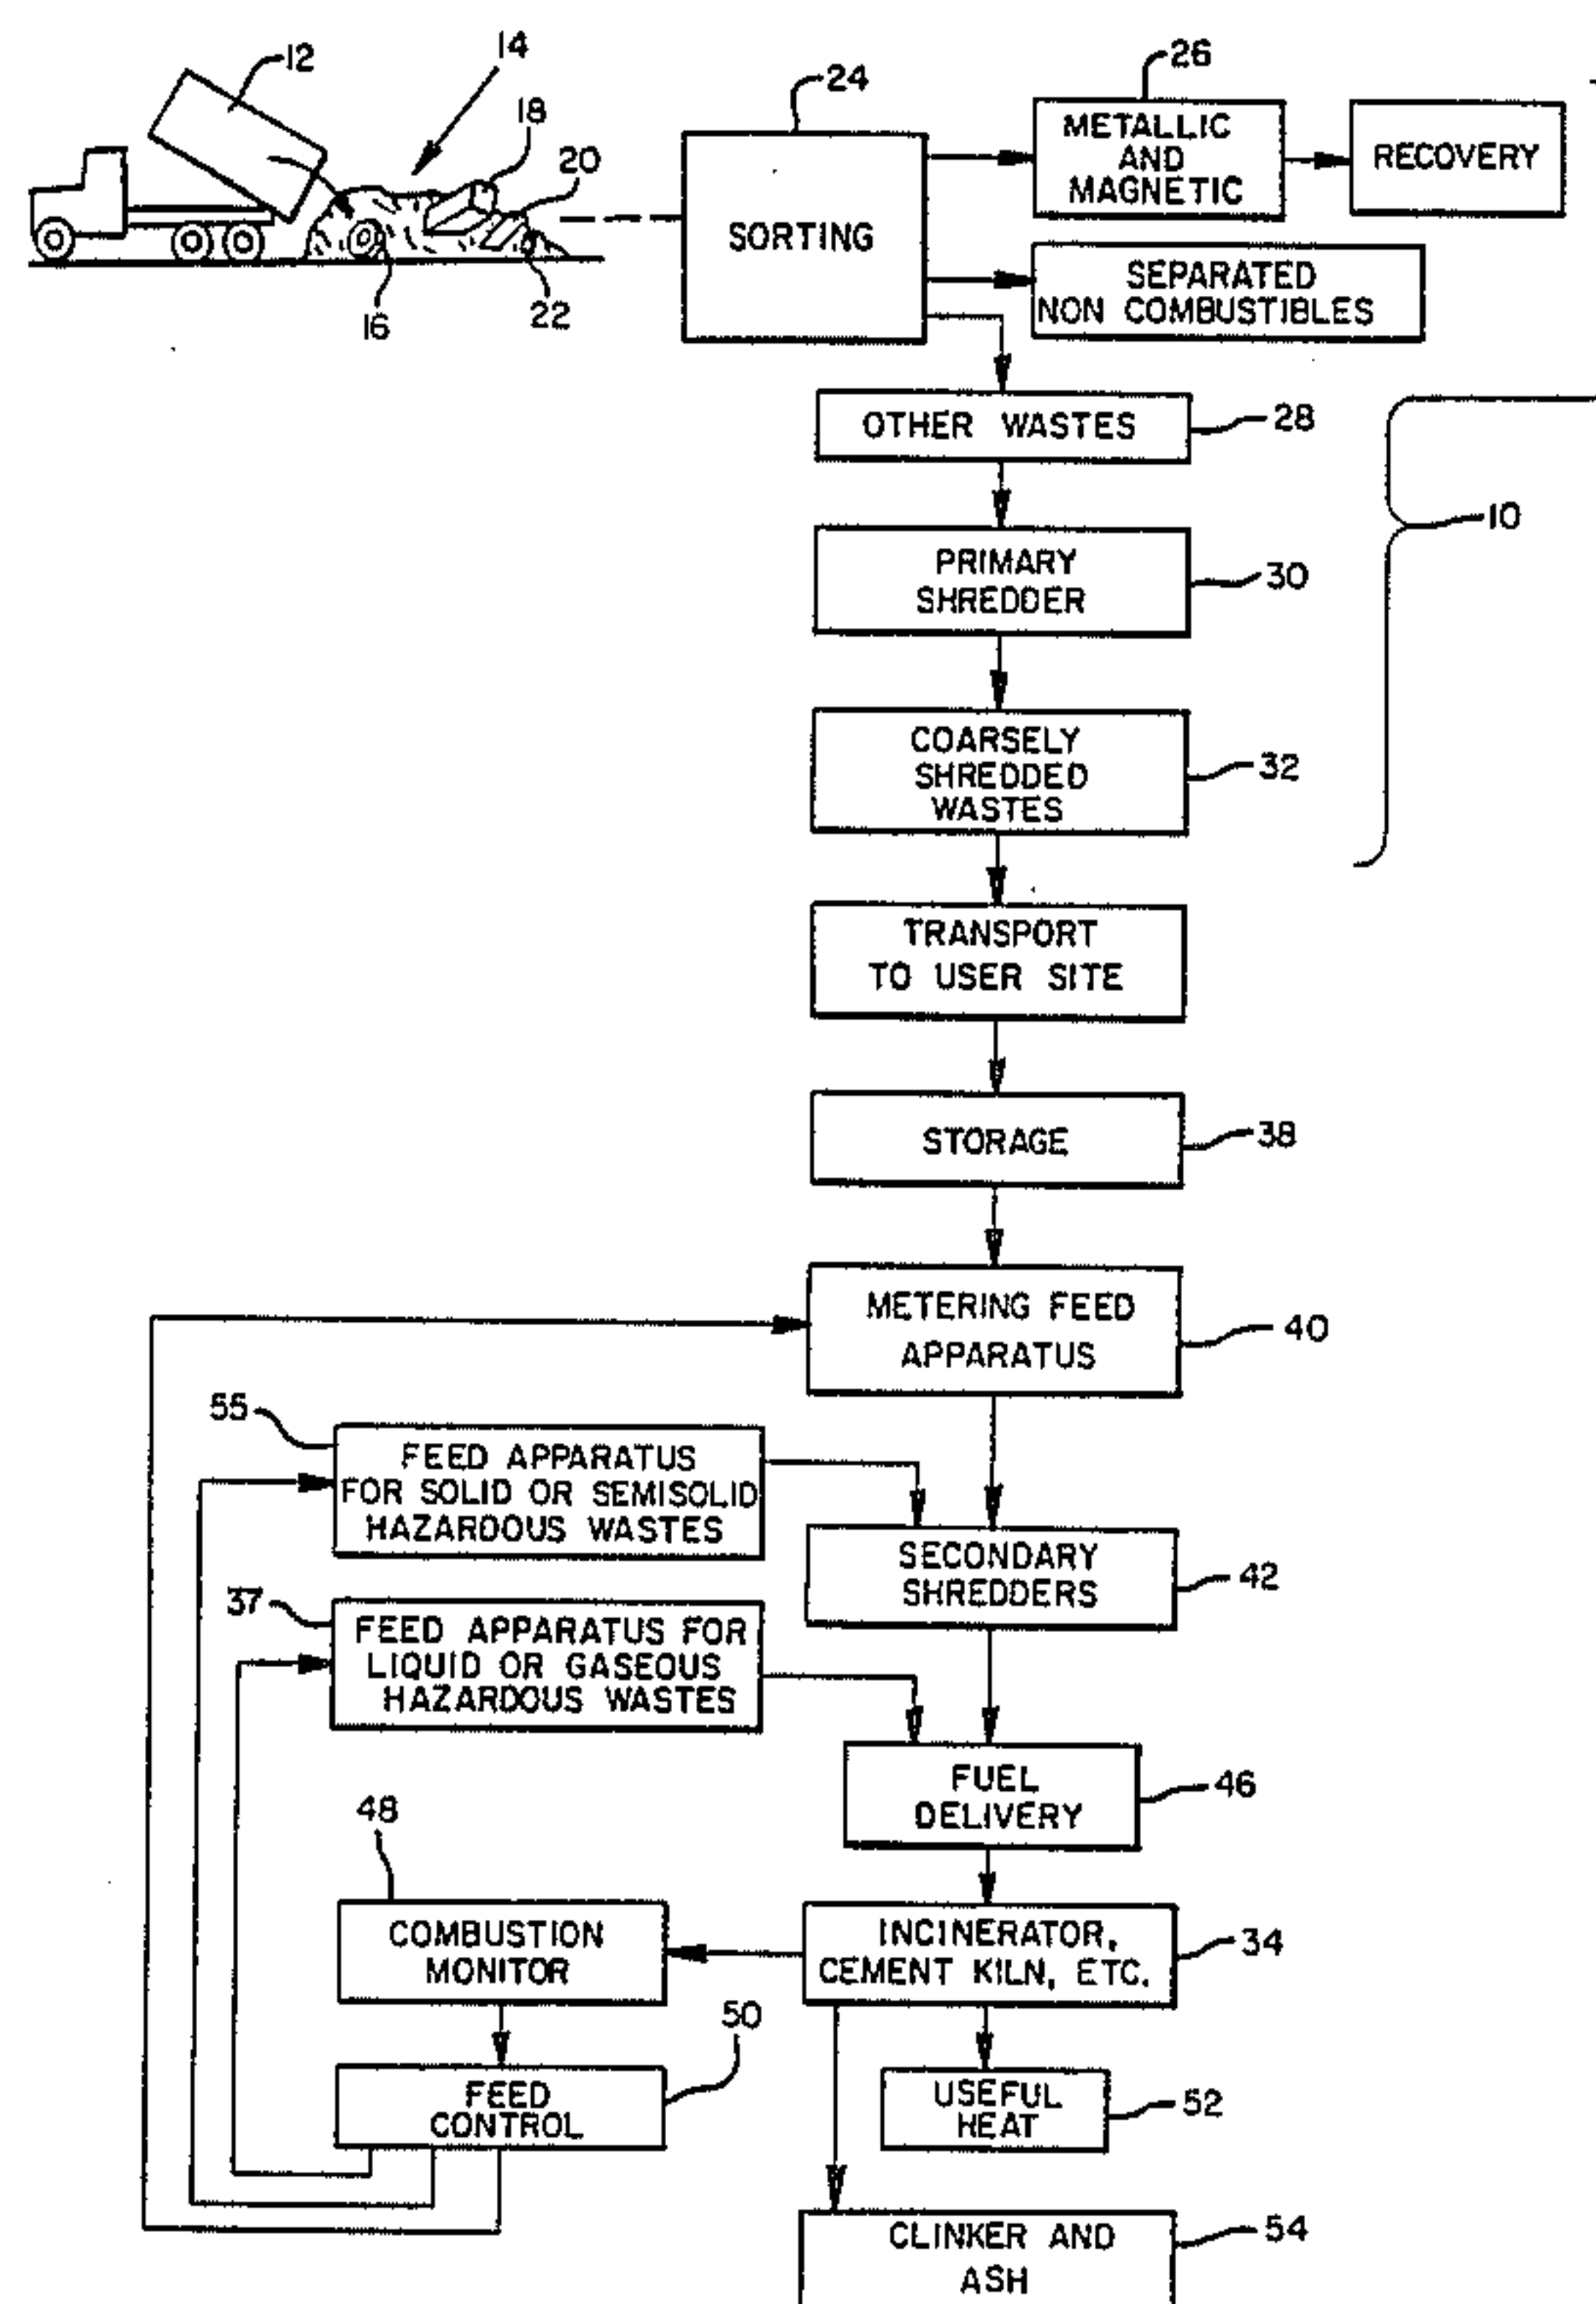 12
14
18
20
16
22
24
SORTING
26
METALLIC
AND
MAGNETIC
RECOVERY
SEPARATED
NON COMBUSTIBLES
OTHER WASTES
28
10
PRIMARY
SHREDDER
30
COARSELY
SHREDDED
WASTES
32
TRANSPORT
TO USER SITE
STORAGE
38
METERING FEED
APPARATUS
40
55
FEED APPARATUS
FOR SOLID OR SEMISOLID
HAZARDOUS WASTES
SECONDARY
SHREDDERS
42
37
FEED APPARATUS FOR
LIQUID OR GASEOUS
HAZARDOUS WASTES
FUEL
DELIVERY
46
48
COMBUSTION
MONITOR
INCINERATOR,
CEMENT KILN, ETC.
34
50
FEED
CONTROL
USEFUL
HEAT
52
CLINKER AND
ASH
54